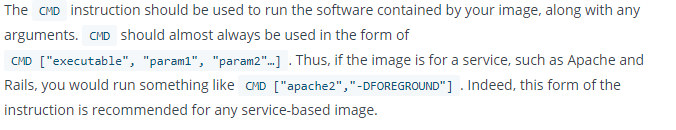 The CMD instruction should be used to run the software contained by your image, along with any
arguments. CMD should almost always be used in the form of
CMD ["executable", "param1", "param2"…] . Thus, if the image is for a service, such as Apache and
Rails, you would run something like CMD ["apache2","-DFOREGROUND"] . Indeed, this form of the
instruction is recommended for any service-based image.